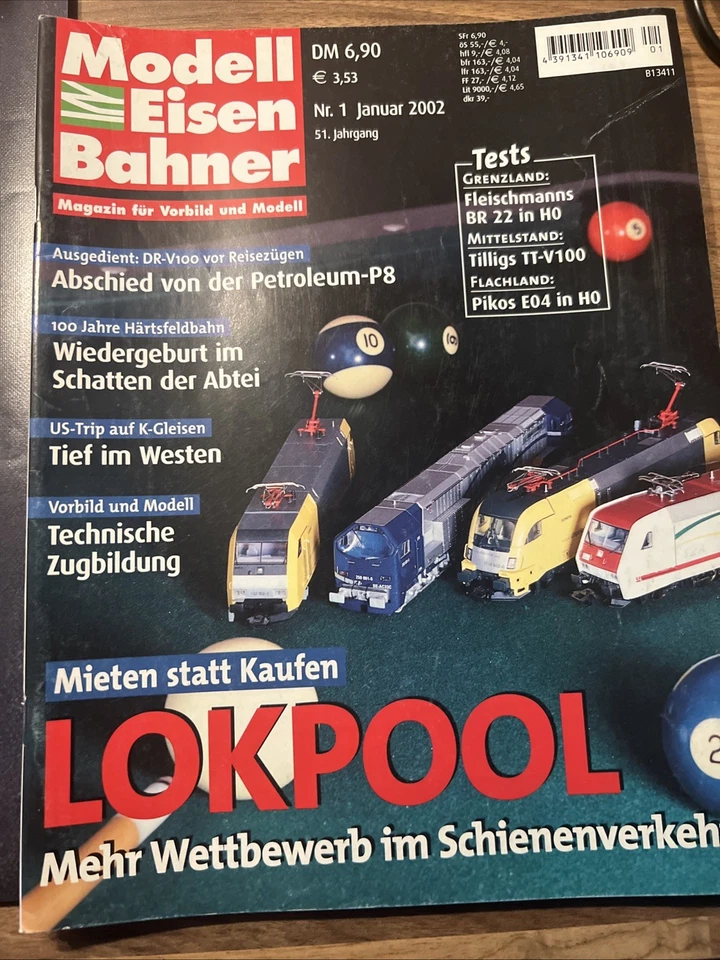 Modell
Eisen
Bahner
Magazin für Vorbild und Modell
DM 6,90
€ 3,53
Nr. 1 Januar 2002
51. Jahrgang
SFr 6,90
öS 55,-/€ 4,-
hfl 9,-/€ 4,08
bfr 163,-/€ 4,04
lfr 163,-/€ 4,04
FF 27,-/€ 4,12
Lit 9000,-/€ 4,65
dkr 39,-
4 391341 106909
01
B13411
Tests
GRENZLAND:
Fleischmanns
BR 22 in H0
MITTELSTAND:
Tilligs TT-V100
FLACHLAND:
Pikos E04 in H0
Ausgedient: DR-V100 vor Reisezügen
Abschied von der Petroleum-P8
100 Jahre Härtsfeldbahn
Wiedergeburt im
Schatten der Abtei
US-Trip auf K-Gleisen
Tief im Westen
Vorbild und Modell
Technische
Zugbildung
5
10
Mieten statt Kaufen
LOKPOOL
Mehr Wettbewerb im Schienenverkeh
2